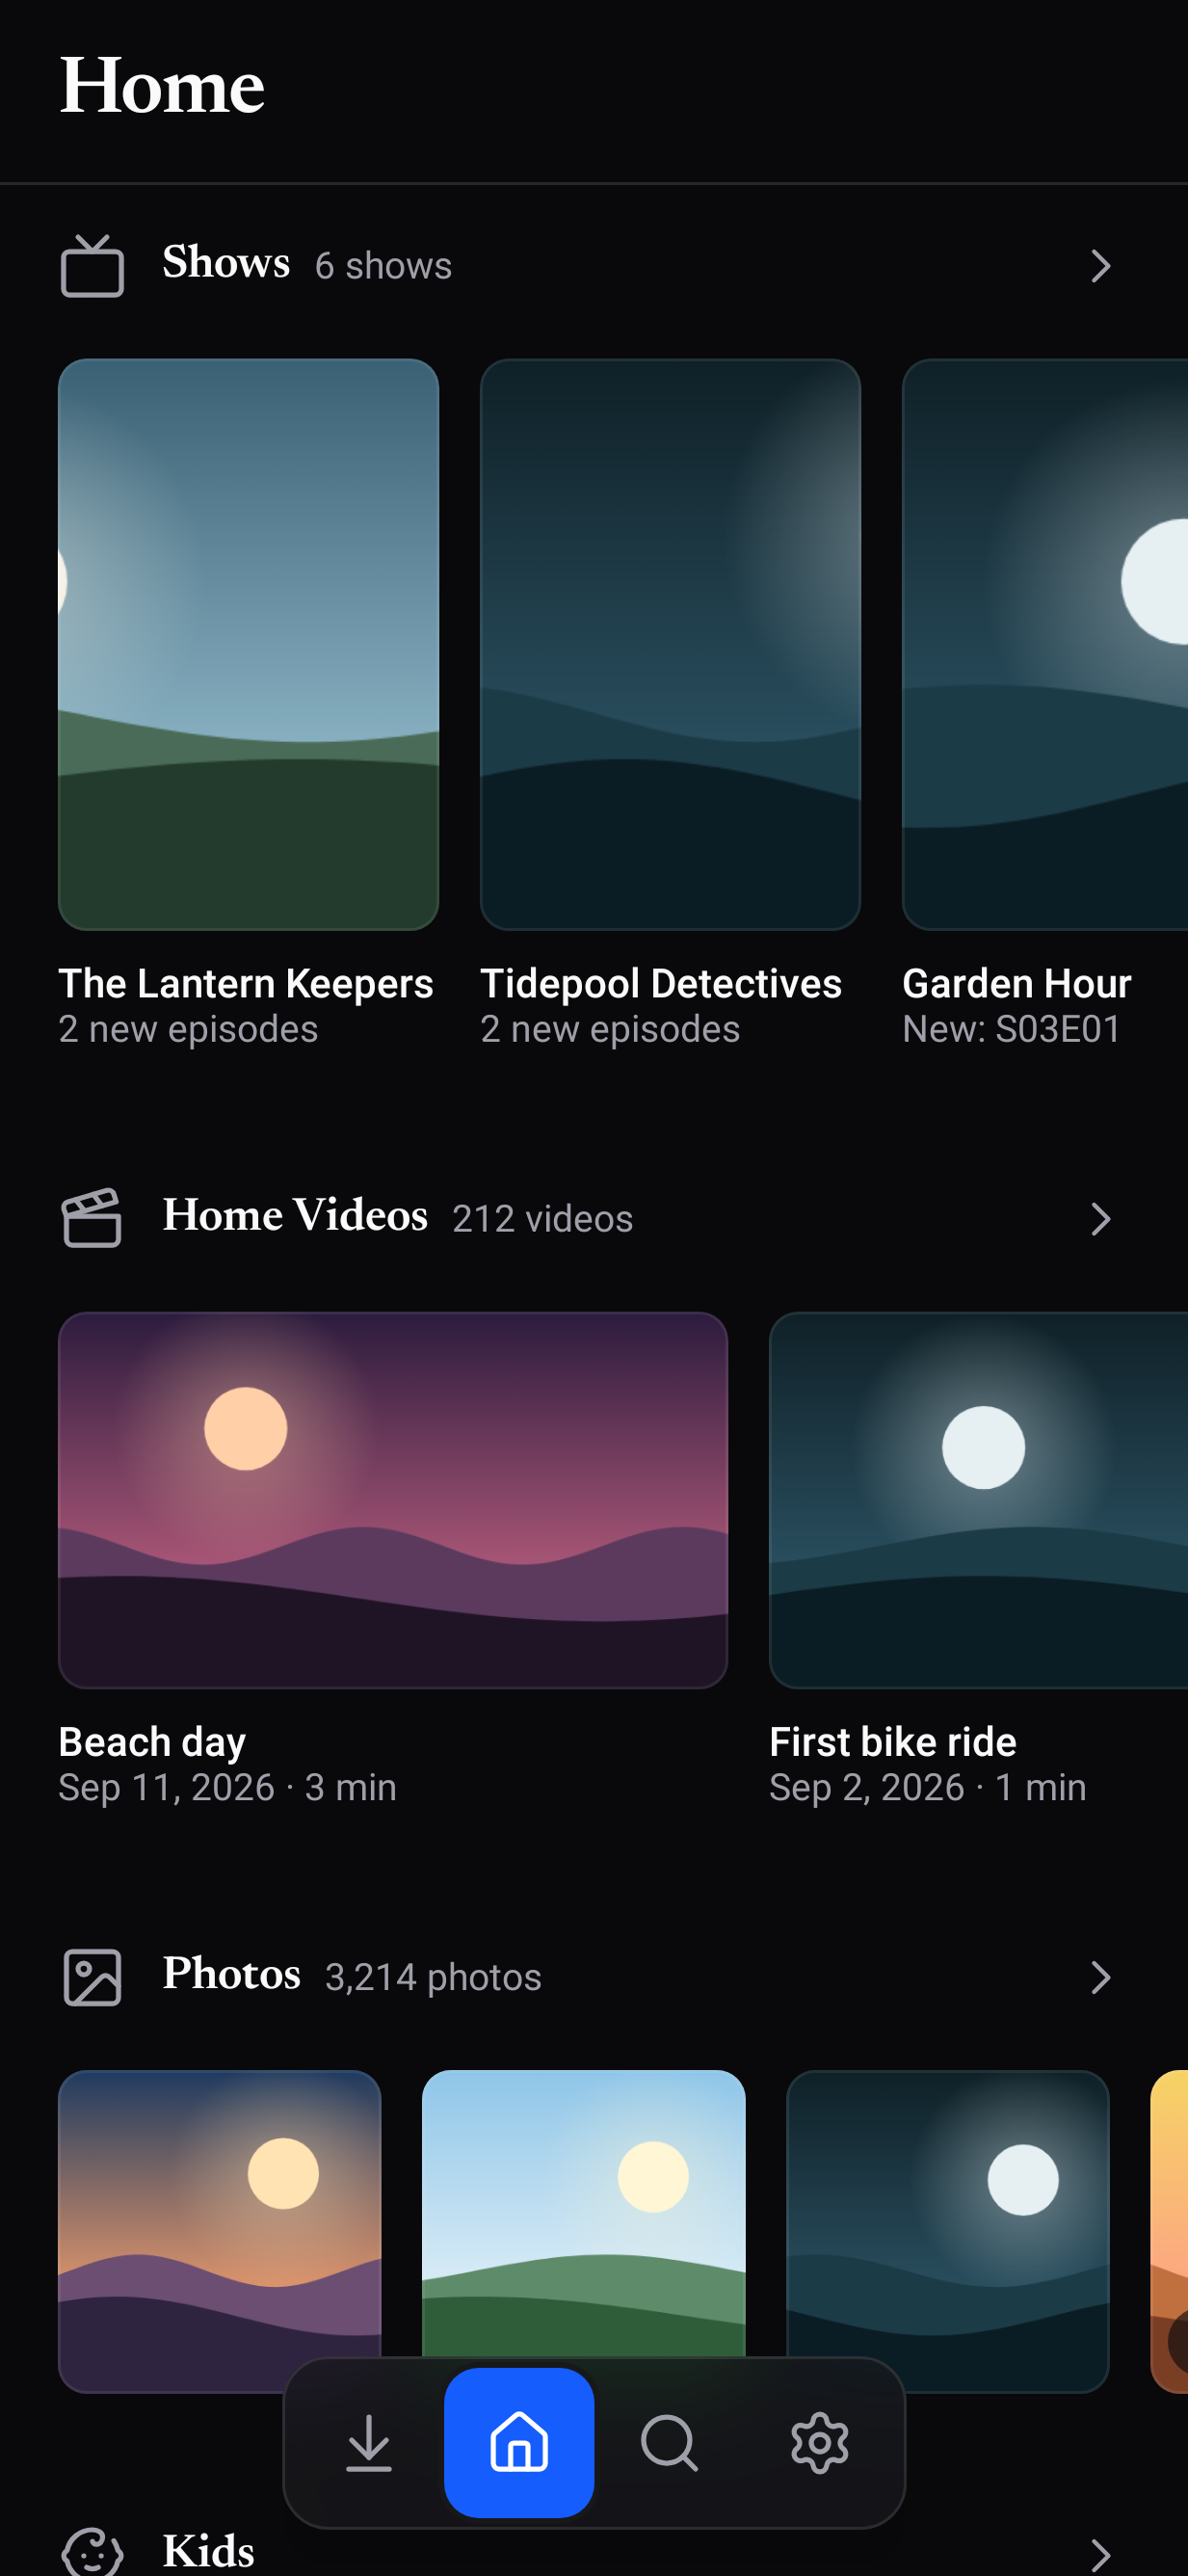 Home
Shows 6 shows
The Lantern Keepers
2 new episodes
Tidepool Detectives
2 new episodes
Garden Hour
New: S03E01
Home Videos 212 videos
Beach day
Sep 11, 2026 · 3 min
First bike ride
Sep 2, 2026 · 1 min
Photos 3,214 photos
Kids